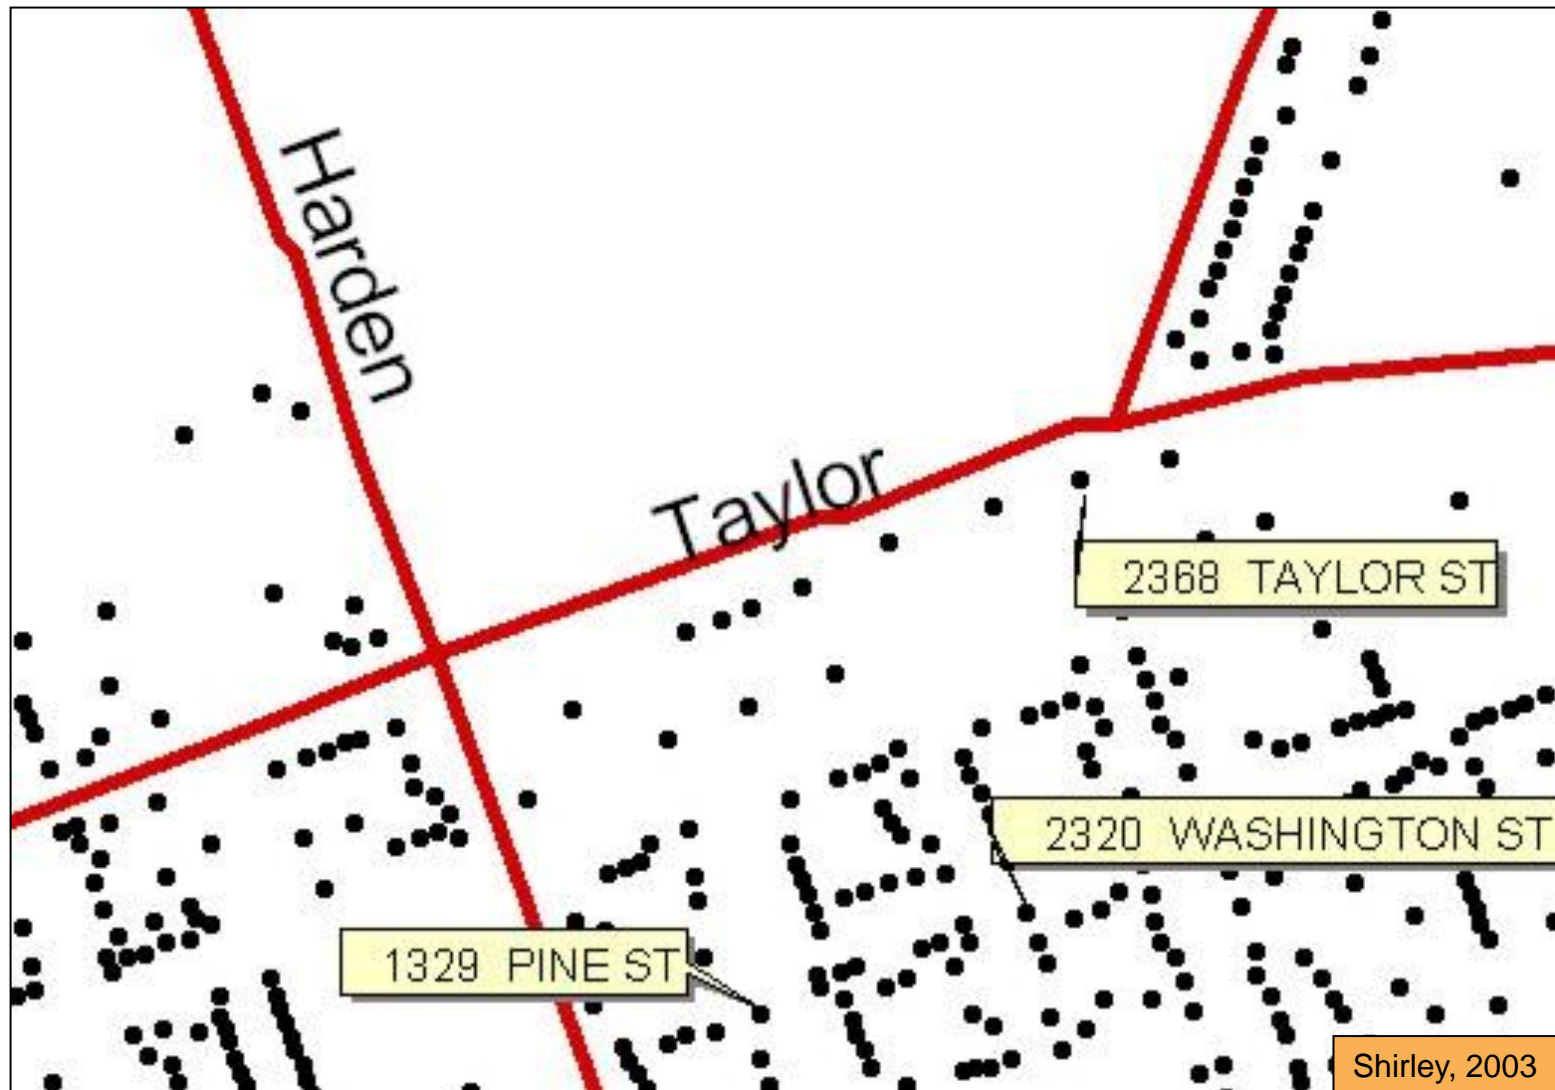 Harden
Taylor
2368 TAYLOR ST
2320 WASHINGTON ST
1329 PINE ST
Shirley, 2003